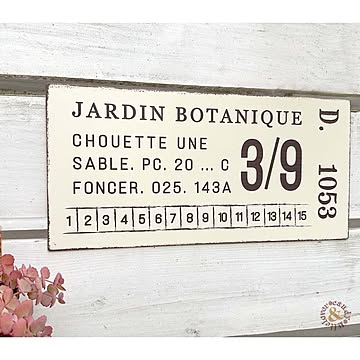 JARDIN BOTANIQUE
CHOUETTE UNE
SABLE. PC. 20 ... C
FONCER. 025. 143A
3/9
D. 1053
1 2 3 4 5 6 7 8 9 10 11 12 13 14 15